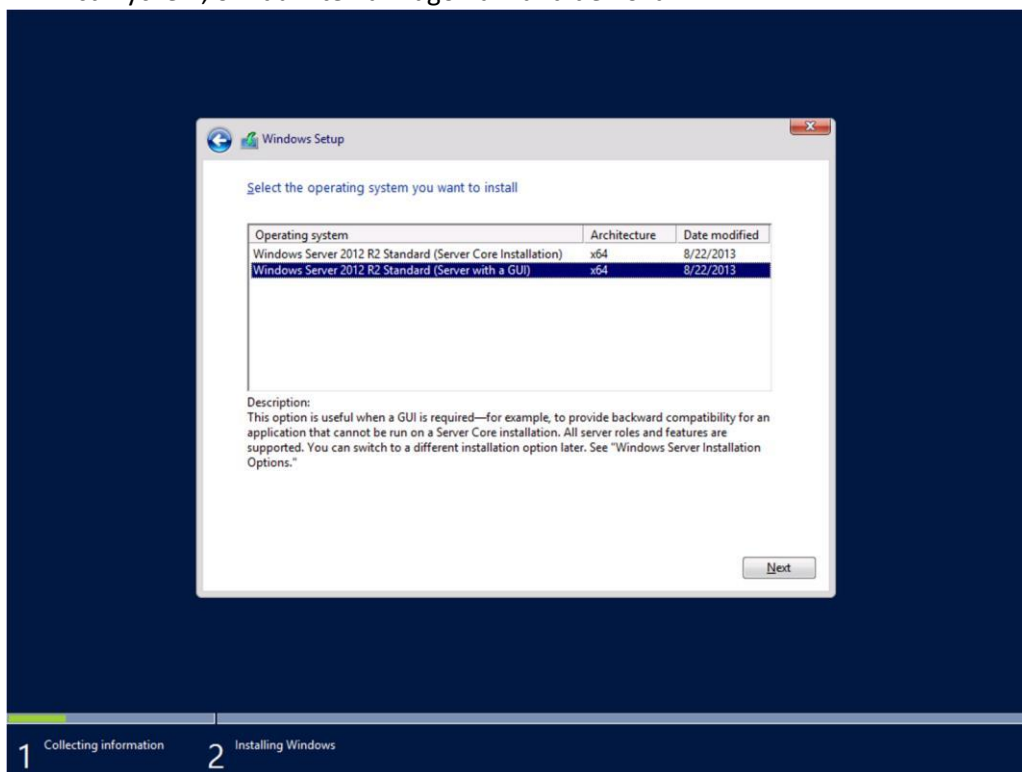 Windows Setup
Select the operating system you want to install
Operating system Architecture Date modified
Windows Server 2012 R2 Standard (Server Core Installation) x64 8/22/2013
Windows Server 2012 R2 Standard (Server with a GUI) x64 8/22/2013
Description:
This option is useful when a GUI is required—for example, to provide backward compatibility for an
application that cannot be run on a Server Core installation. All server roles and features are
supported. You can switch to a different installation option later. See "Windows Server Installation
Options."
Next
1 Collecting information 2 Installing Windows